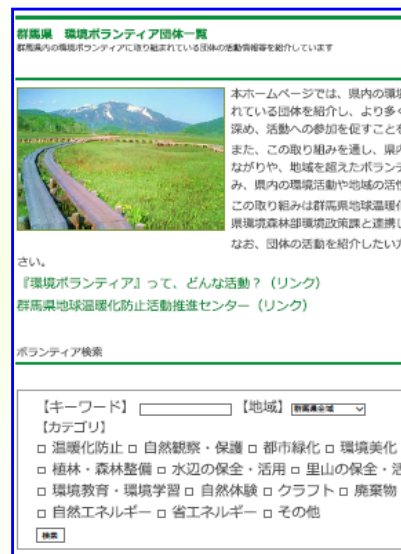 群馬県 環境ボランティア団体一覧
群馬県内の環境ボランティアに取り組まれている団体の活動情報等を紹介しています
本ホームページでは、県内の環境
れている団体を紹介し、より多く
深め、活動への参加を促すことを
また、この取り組みを通し、県内
ながりや、地域を超えたボランテ
み、県内の環境活動や地域の活性
この取り組みは群馬県地球温暖化
県環境森林部環境政策課と連携し
なお、団体の活動を紹介したい方
さい。
『環境ボランティア』って、どんな活動?(リンク)
群馬県地球温暖化防止活動推進センター(リンク)
ボランティア検索
【キーワード】 【地域】 群馬県全域
【カテゴリ】
□ 温暖化防止 □ 自然観察・保護 □ 都市緑化 □ 環境美化
□ 植林・森林整備 □ 水辺の保全・活用 □ 里山の保全・活
□ 環境教育・環境学習 □ 自然体験 □ クラフト □ 廃棄物
□ 自然エネルギー □ 省エネルギー □ その他
検索